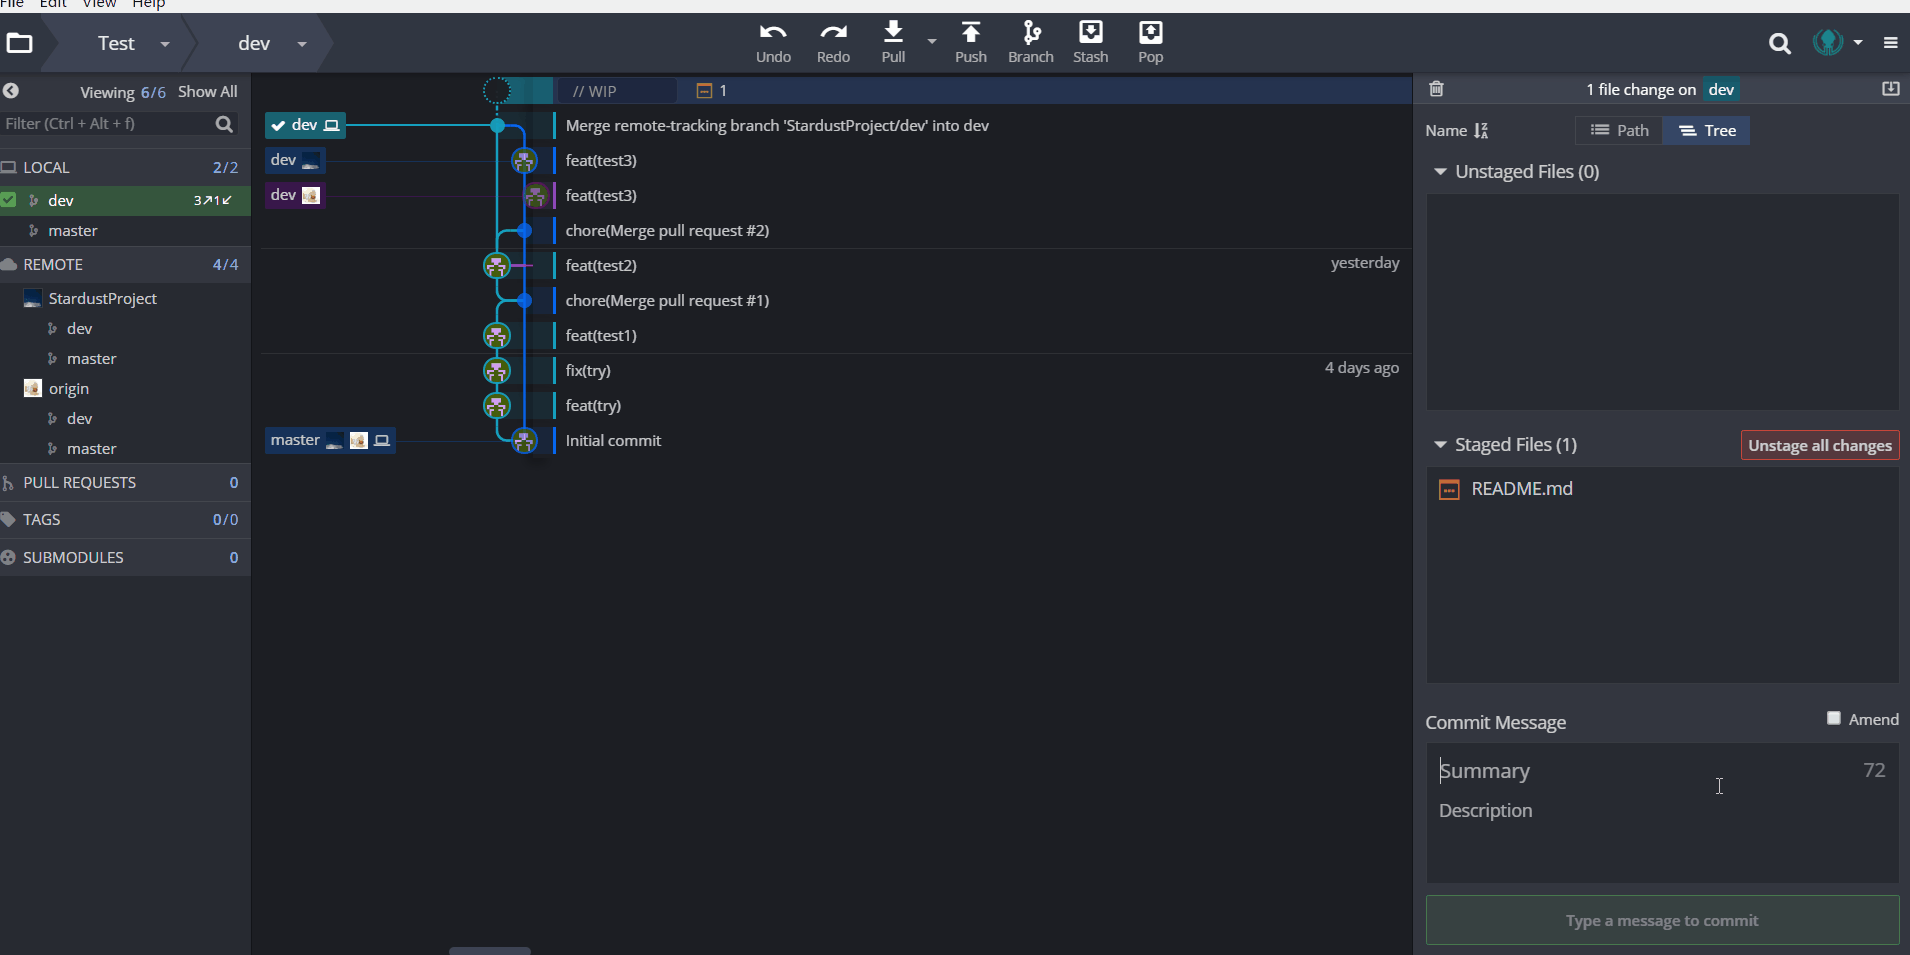 File Edit View Help
Test dev Undo Redo Pull Push Branch Stash Pop
Viewing 6/6 Show All
Filter (Ctrl + Alt + f)
LOCAL 2/2
dev 3↗1↙
master
REMOTE 4/4
StardustProject
dev
master
origin
dev
master
PULL REQUESTS 0
TAGS 0/0
SUBMODULES 0
// WIP 1
dev Merge remote-tracking branch 'StardustProject/dev' into dev
dev feat(test3)
dev feat(test3)
chore(Merge pull request #2)
feat(test2) yesterday
chore(Merge pull request #1)
feat(test1)
fix(try) 4 days ago
feat(try)
master Initial commit
1 file change on dev
Name Path Tree
Unstaged Files (0)
Staged Files (1) Unstage all changes
README.md
Commit Message Amend
Summary 72
Description
Type a message to commit